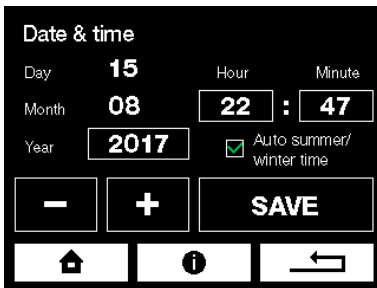 Date & time
Day 15 Hour Minute
Month 08 22 : 47
Year 2017 Auto summer/
winter time
− + SAVE